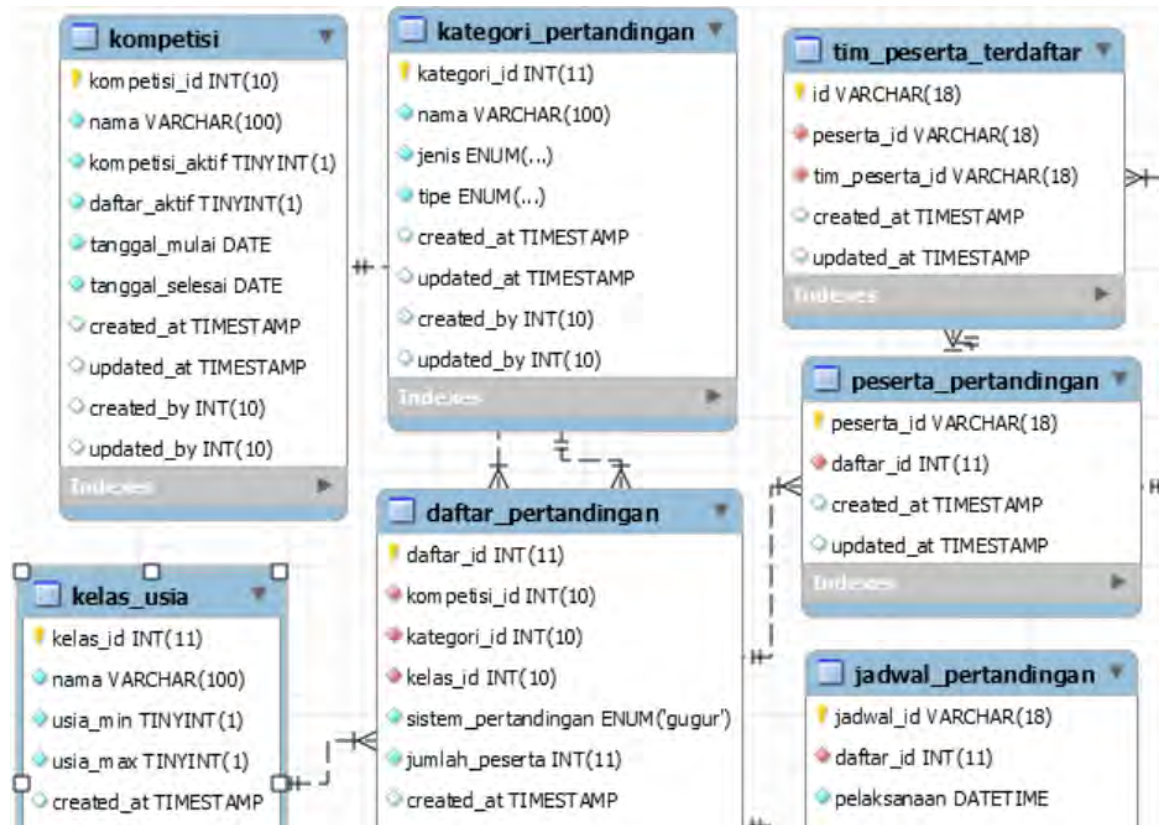 kompetisi
kompetisi_id INT(10)
nama VARCHAR(100)
kompetisi_aktif TINYINT(1)
daftar_aktif TINYINT(1)
tanggal_mulai DATE
tanggal_selesai DATE
created_at TIMESTAMP
updated_at TIMESTAMP
created_by INT(10)
updated_by INT(10)
Indexes
kategori_pertandingan
kategori_id INT(11)
nama VARCHAR(100)
jenis ENUM(...)
tipe ENUM(...)
created_at TIMESTAMP
updated_at TIMESTAMP
created_by INT(10)
updated_by INT(10)
Indexes
tim_peserta_terdaftar
id VARCHAR(18)
peserta_id VARCHAR(18)
tim_peserta_id VARCHAR(18)
created_at TIMESTAMP
updated_at TIMESTAMP
Indexes
peserta_pertandingan
peserta_id VARCHAR(18)
daftar_id INT(11)
created_at TIMESTAMP
updated_at TIMESTAMP
Indexes
kelas_usia
kelas_id INT(11)
nama VARCHAR(100)
usia_min TINYINT(1)
usia_max TINYINT(1)
created_at TIMESTAMP
daftar_pertandingan
daftar_id INT(11)
kompetisi_id INT(10)
kategori_id INT(10)
kelas_id INT(10)
sistem_pertandingan ENUM('gugur')
jumlah_peserta INT(11)
created_at TIMESTAMP
jadwal_pertandingan
jadwal_id VARCHAR(18)
daftar_id INT(11)
pelaksanaan DATETIME